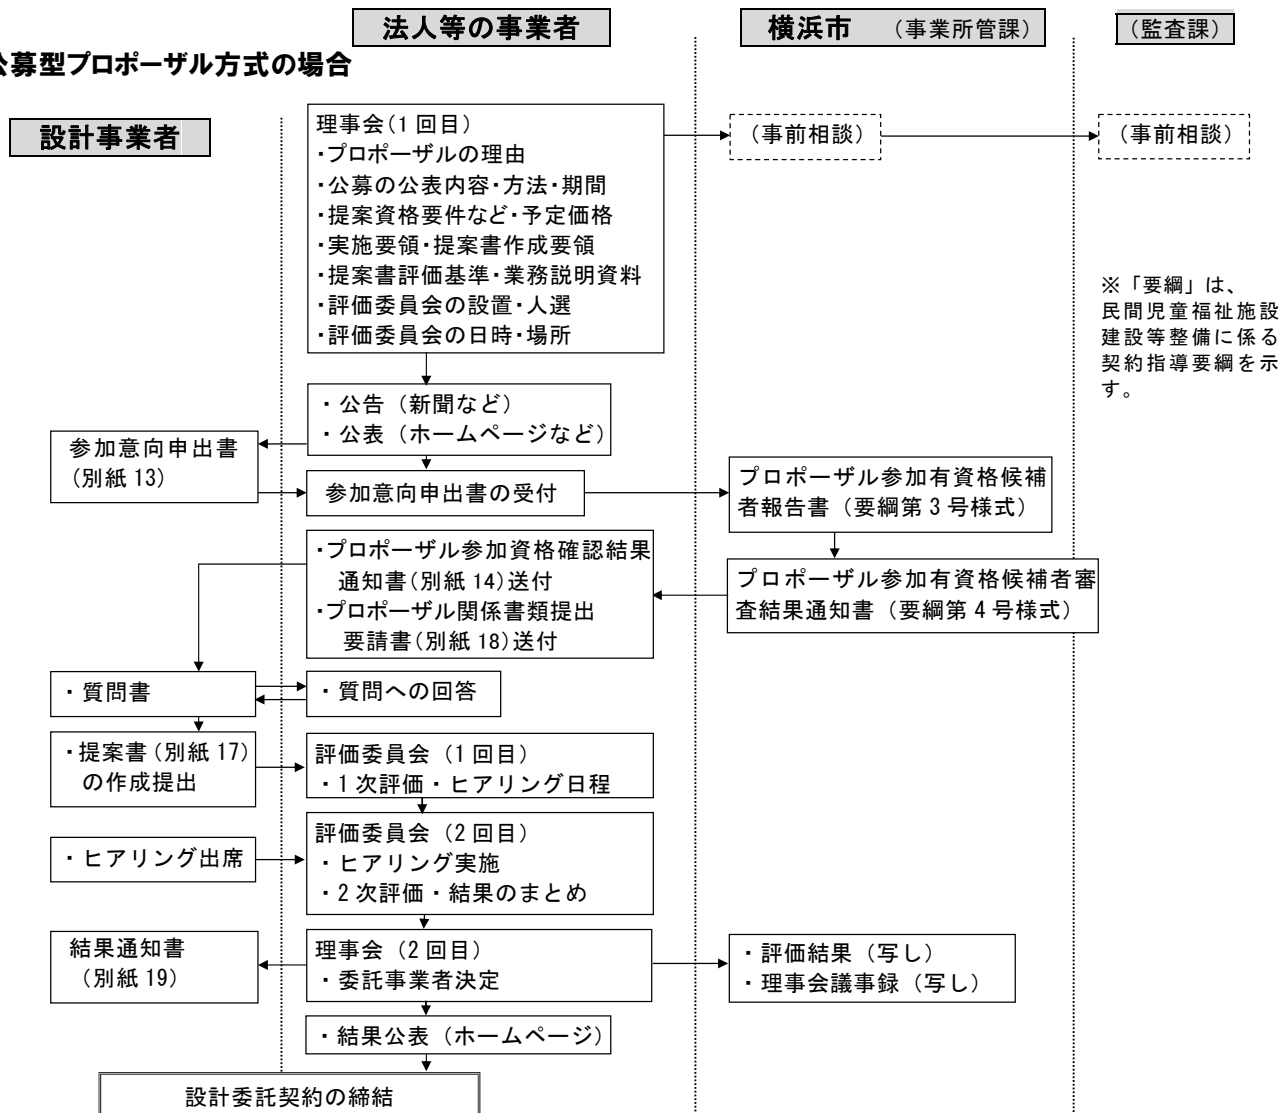 法人等の事業者
横浜市 （事業所管課）
（監査課）
公募型プロポーザル方式の場合
設計事業者
理事会(1回目)
・プロポーザルの理由
・公募の公表内容・方法・期間
・提案資格要件など・予定価格
・実施要領・提案書作成要領
・提案書評価基準・業務説明資料
・評価委員会の設置・人選
・評価委員会の日時・場所
（事前相談）
（事前相談）
※「要綱」は、
民間児童福祉施設
建設等整備に係る
契約指導要綱を示
す。
・公告（新聞など）
・公表（ホームページなど）
参加意向申出書
(別紙13)
参加意向申出書の受付
プロポーザル参加有資格候補
者報告書（要綱第3号様式）
・プロポーザル参加資格確認結果
通知書(別紙14)送付
・プロポーザル関係書類提出
要請書(別紙18)送付
プロポーザル参加有資格候補者審
査結果通知書（要綱第4号様式）
・質問書
・質問への回答
・提案書(別紙17)
の作成提出
評価委員会（1回目）
・1次評価・ヒアリング日程
・ヒアリング出席
評価委員会（2回目）
・ヒアリング実施
・2次評価・結果のまとめ
結果通知書
（別紙19）
理事会（2回目）
・委託事業者決定
・評価結果（写し）
・理事会議事録（写し）
・結果公表（ホームページ）
設計委託契約の締結